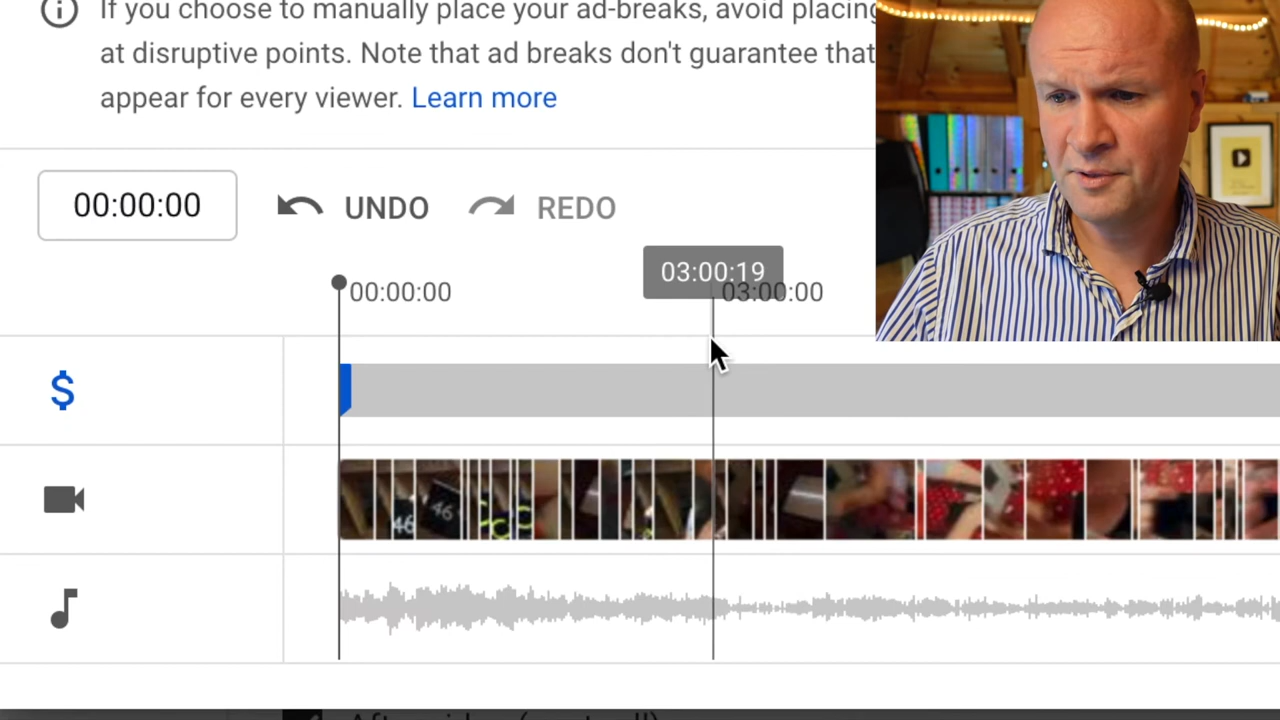 If you choose to manually place your ad-breaks, avoid placing
at disruptive points. Note that ad breaks don't guarantee that
appear for every viewer. Learn more
00:00:00
UNDO
REDO
03:00:19
00:00:00
03:00:00
$
46
46